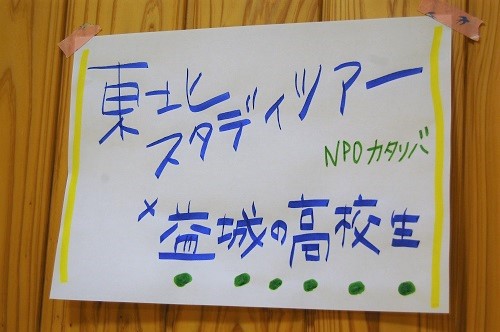 東北
スタディツアー
NPOカタリバ
×益城の高校生